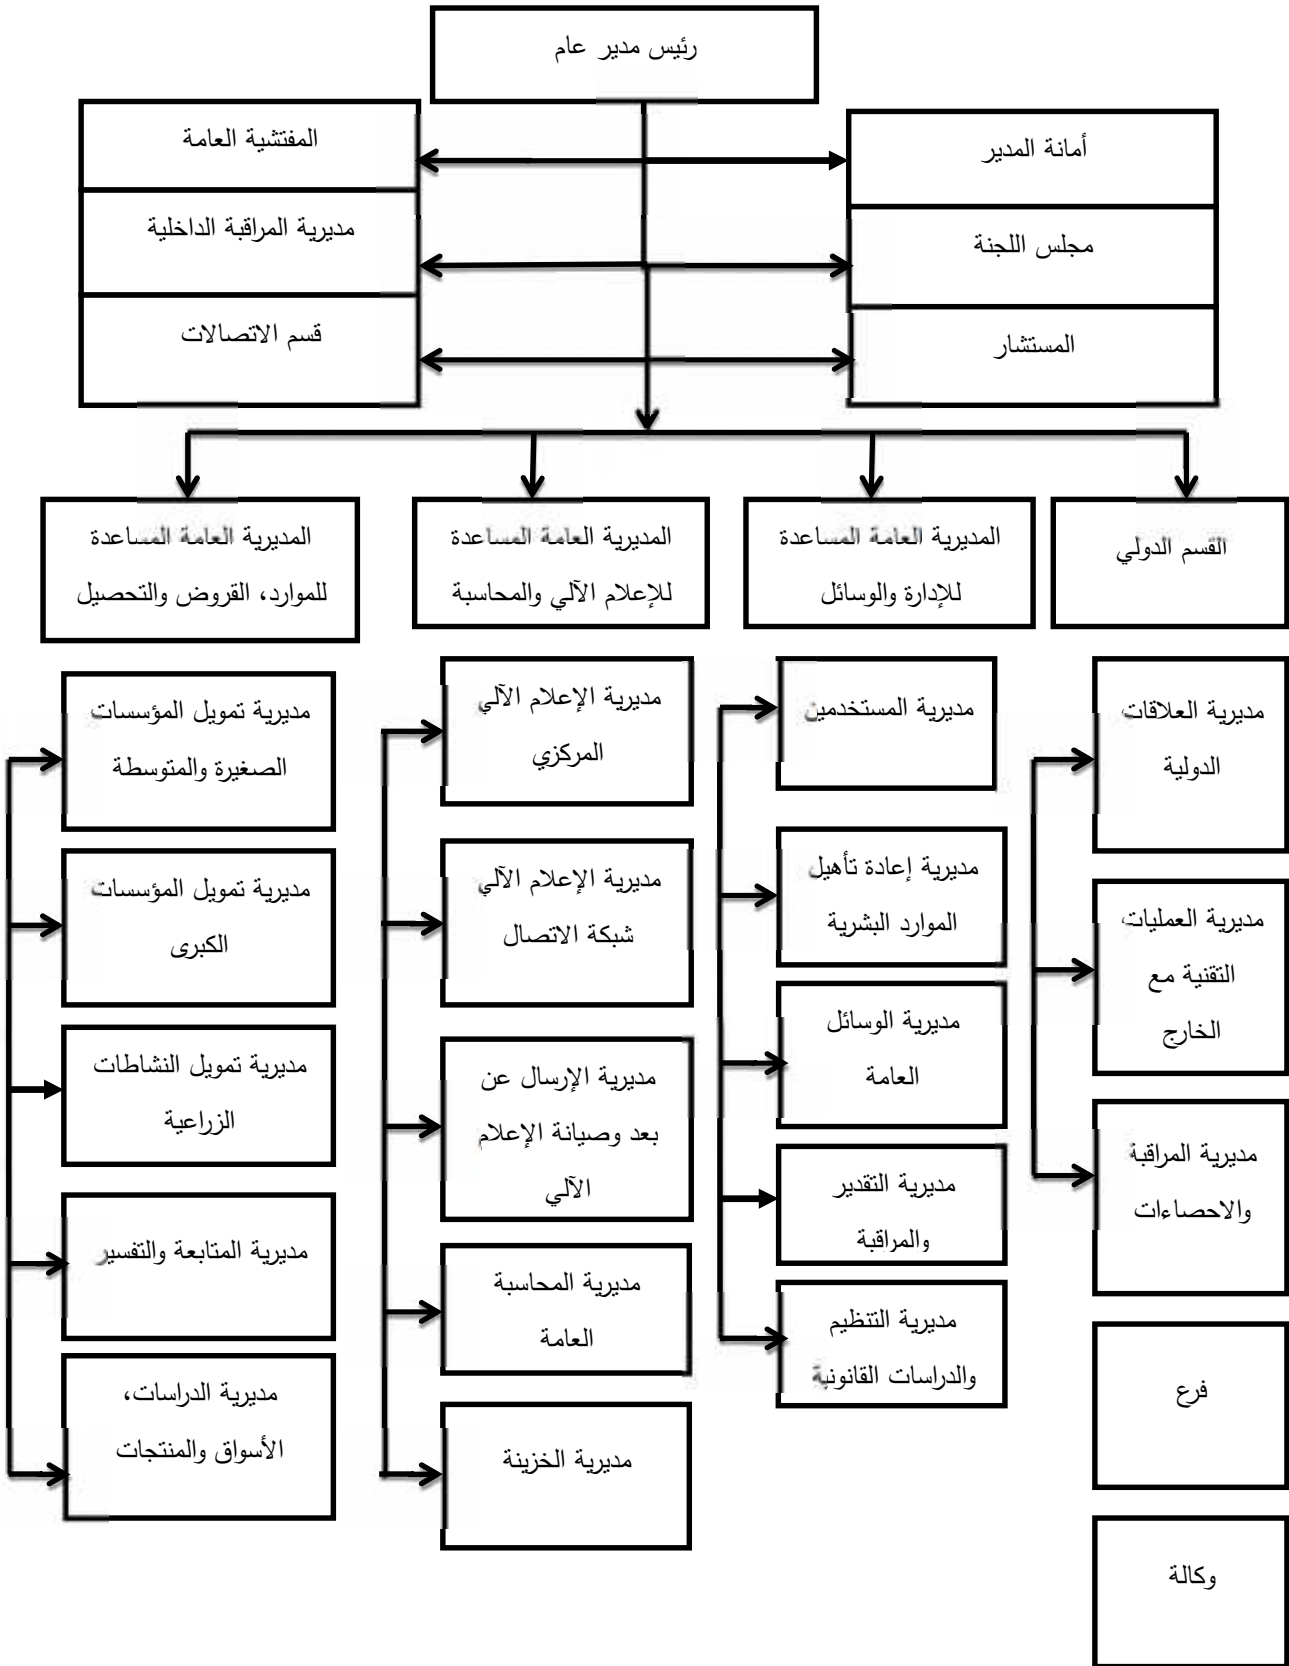 رئيس مدير عام
أمانة المدير
مجلس اللجنة
المستشار
المفتشية العامة
مديرية المراقبة الداخلية
قسم الاتصالات
القسم الدولي
المديرية العامة المساعدة
للإدارة والوسائل
المديرية العامة المساعدة
للإعلام الآلي والمحاسبة
المديرية العامة المساعدة
للموارد، القروض والتحصيل
مديرية العلاقات
الدولية
مديرية العمليات
التقنية مع
الخارج
مديرية المراقبة
والاحصاءات
فرع
وكالة
مديرية المستخدمين
مديرية إعادة تأهيل
الموارد البشرية
مديرية الوسائل
العامة
مديرية التقدير
والمراقبة
مديرية التنظيم
والدراسات القانونية
مديرية الإعلام الآلي
المركزي
مديرية الإعلام الآلي
شبكة الاتصال
مديرية الإرسال عن
بعد وصيانة الإعلام
الآلي
مديرية المحاسبة
العامة
مديرية الخزينة
مديرية تمويل المؤسسات
الصغيرة والمتوسطة
مديرية تمويل المؤسسات
الكبرى
مديرية تمويل النشاطات
الزراعية
مديرية المتابعة والتفسير
مديرية الدراسات،
الأسواق والمنتجات